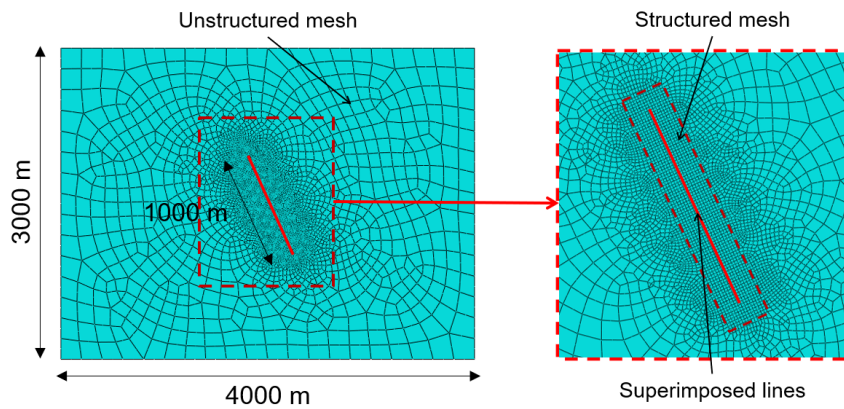 Unstructured mesh
Structured mesh
3000 m
1000 m
4000 m
Superimposed lines